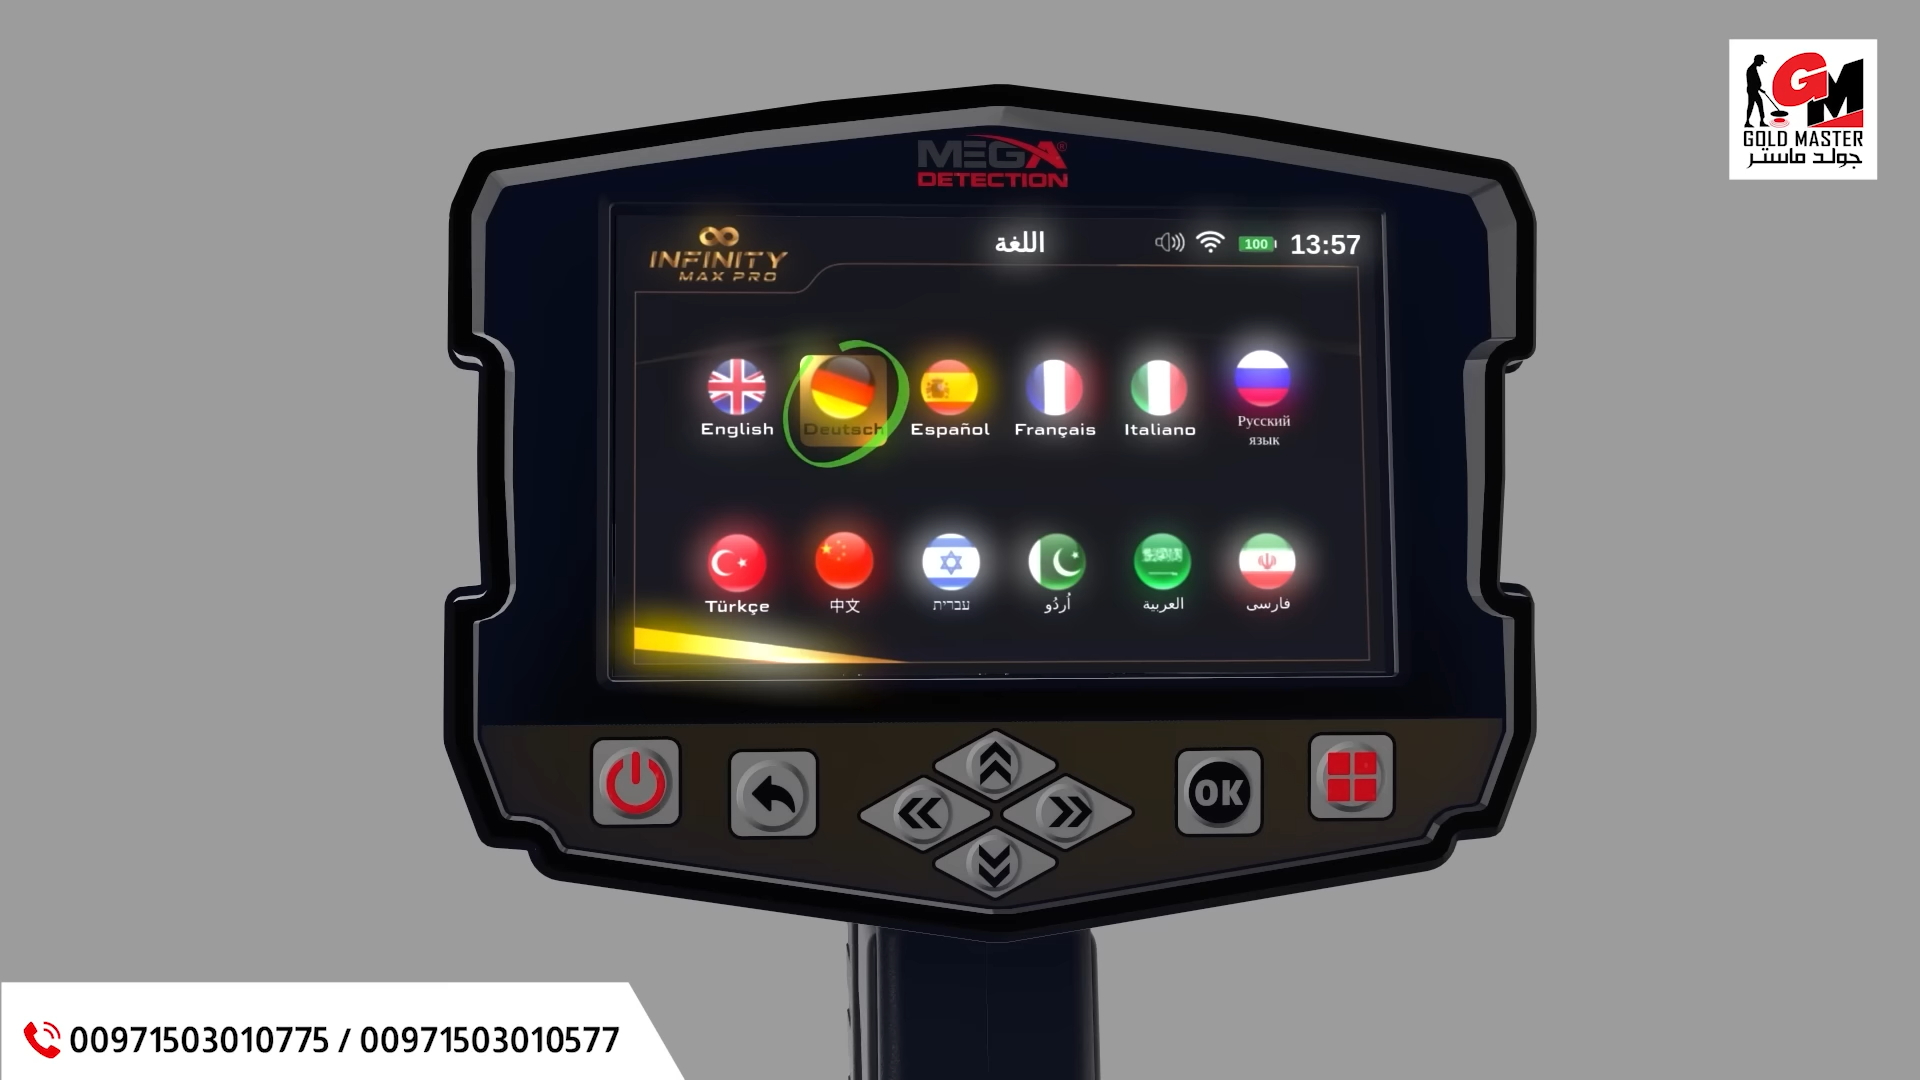 GM
GOLD MASTER
جولد ماستر
MEGA®
DETECTION
INFINITY
MAX PRO
اللغة
100
13:57
English
Deutsch
Español
Français
Italiano
Русский
язык
Türkçe
中文
עברית
اُردُو
العربية
فارسی
OK
00971503010775 / 00971503010577